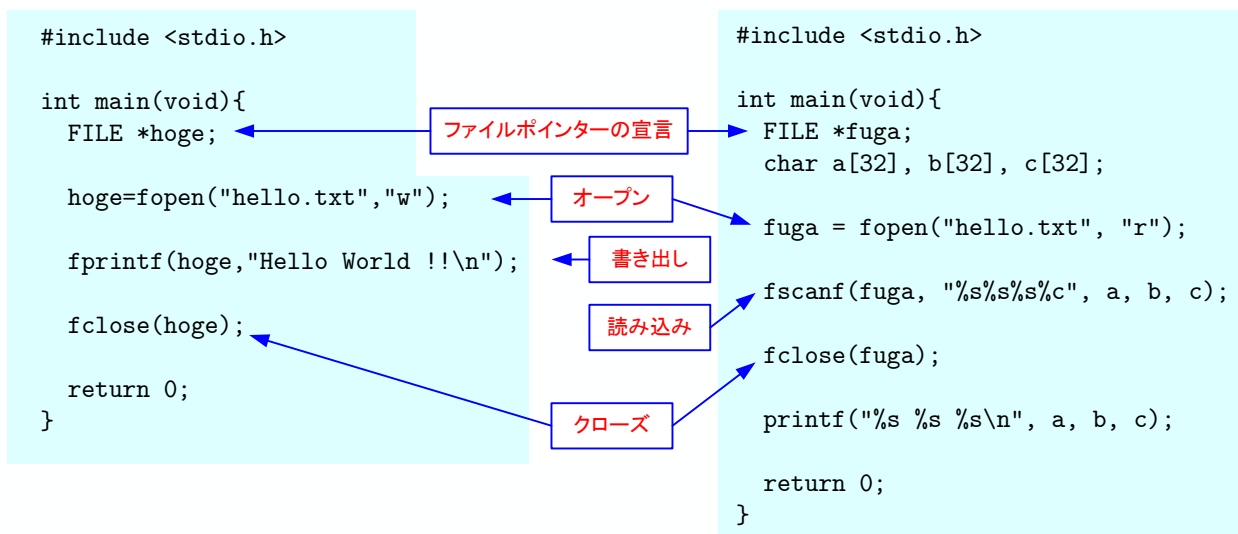 #include <stdio.h>
int main(void){
FILE *hoge;
hoge=fopen("hello.txt","w");
fprintf(hoge,"Hello World !!\n");
fclose(hoge);
return 0;
}
ファイルポインターの宣言
オープン
書き出し
読み込み
クローズ
#include <stdio.h>
int main(void){
FILE *fuga;
char a[32], b[32], c[32];
fuga = fopen("hello.txt", "r");
fscanf(fuga, "%s%s%s%c", a, b, c);
fclose(fuga);
printf("%s %s %s\n", a, b, c);
return 0;
}